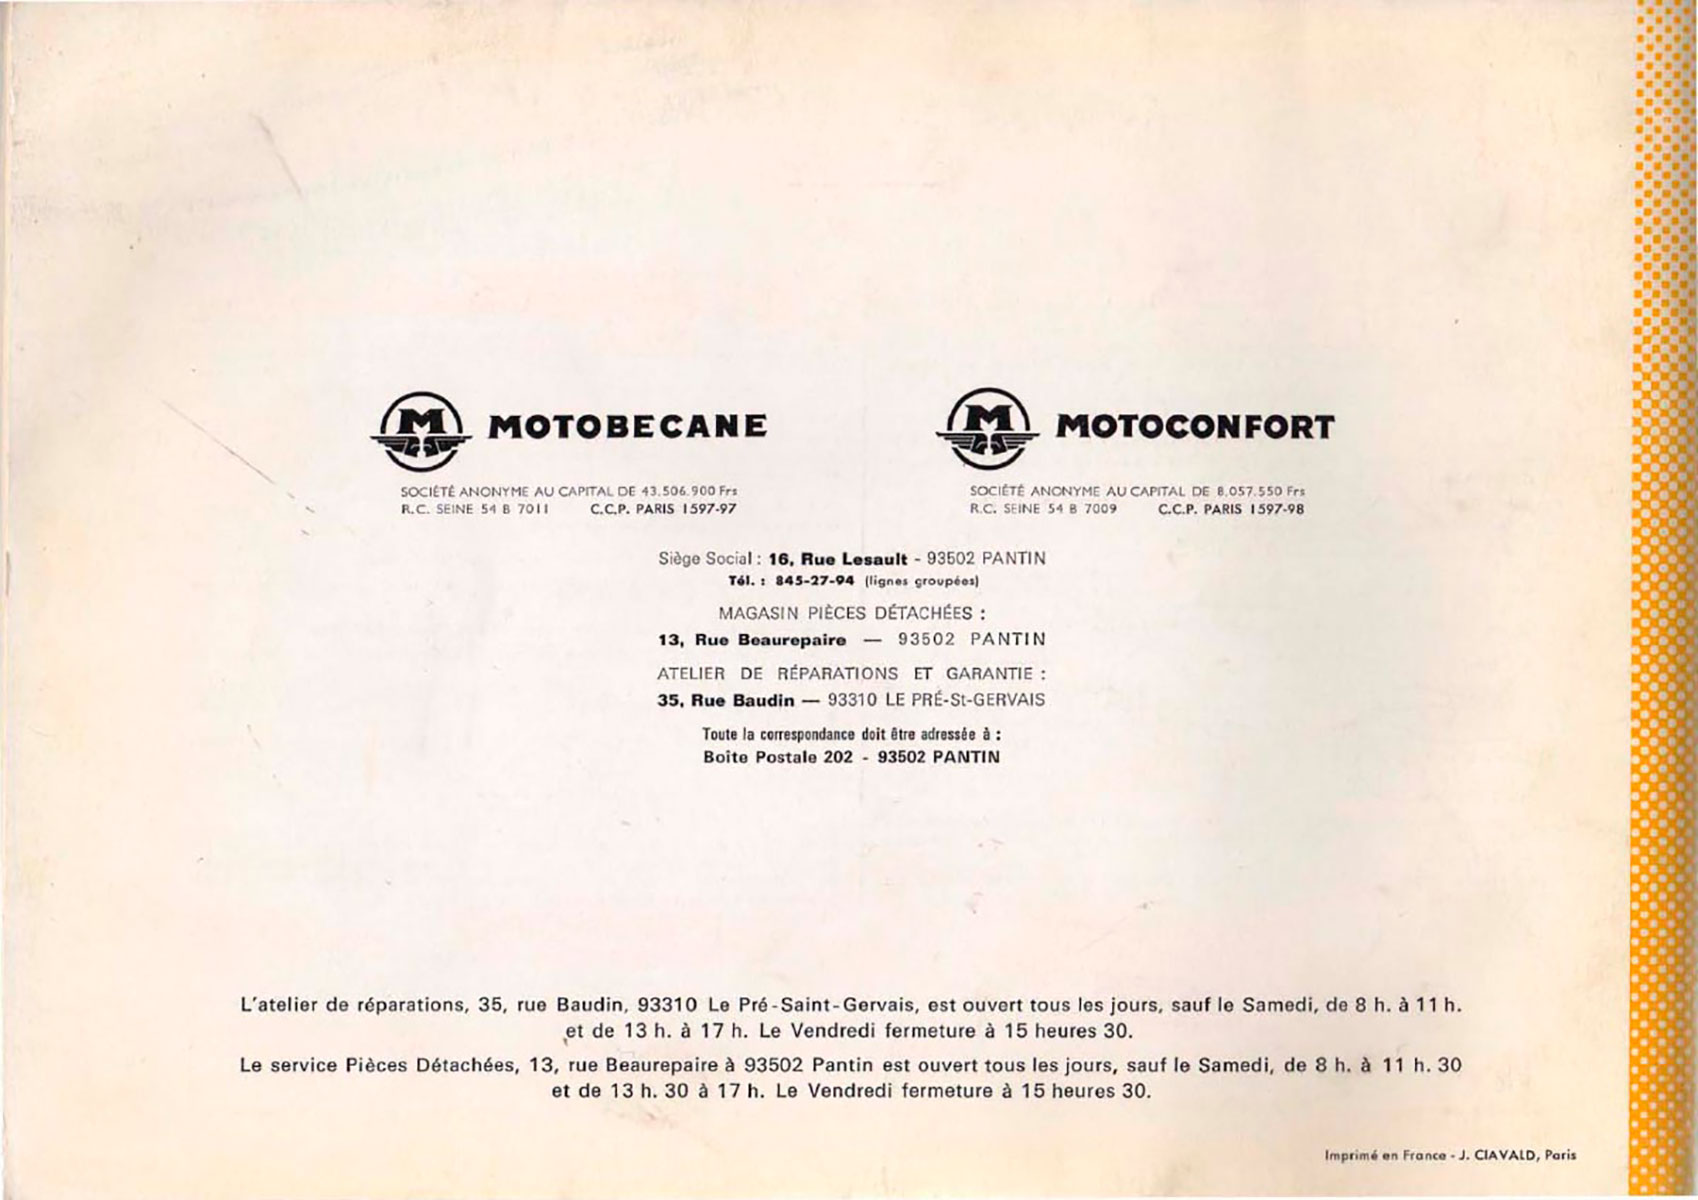 M MOTOBECANE
SOCIÉTÉ ANONYME AU CAPITAL DE 43.506.900 Frs
R.C. SEINE 54 B 7011 C.C.P. PARIS 1597-97
M MOTOCONFORT
SOCIÉTÉ ANONYME AU CAPITAL DE 8.057.550 Frs
R.C. SEINE 54 B 7009 C.C.P. PARIS 1597-98
Siège Social : 16, Rue Lesault - 93502 PANTIN
Tél. : 845-27-94 (lignes groupées)
MAGASIN PIÈCES DÉTACHÉES :
13, Rue Beaurepaire — 93502 PANTIN
ATELIER DE RÉPARATIONS ET GARANTIE :
35, Rue Baudin — 93310 LE PRÉ-St-GERVAIS
Toute la correspondance doit être adressée à :
Boîte Postale 202 - 93502 PANTIN
L'atelier de réparations, 35, rue Baudin, 93310 Le Pré-Saint-Gervais, est ouvert tous les jours, sauf le Samedi, de 8 h. à 11 h.
et de 13 h. à 17 h. Le Vendredi fermeture à 15 heures 30.
Le service Pièces Détachées, 13, rue Beaurepaire à 93502 Pantin est ouvert tous les jours, sauf le Samedi, de 8 h. à 11 h. 30
et de 13 h. 30 à 17 h. Le Vendredi fermeture à 15 heures 30.
Imprimé en France - J. CIAVALD, Paris